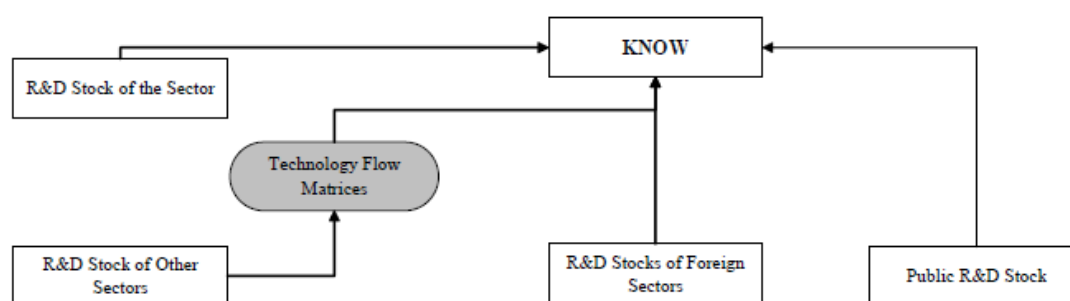 KNOW
R&D Stock of the Sector
Technology Flow
Matrices
R&D Stock of Other
Sectors
R&D Stocks of Foreign
Sectors
Public R&D Stock